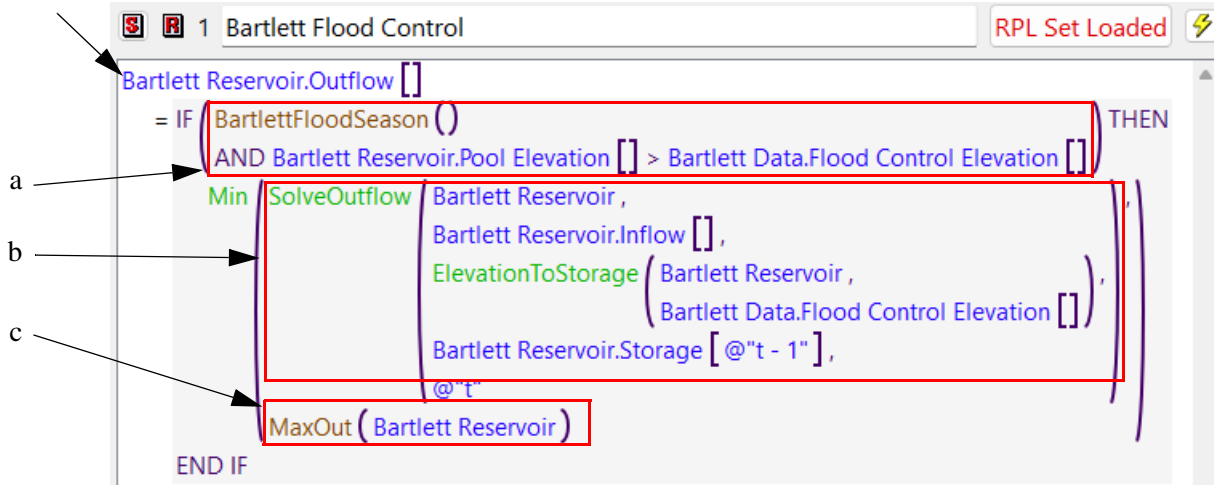 S R 1 Bartlett Flood Control RPL Set Loaded
Bartlett Reservoir.Outflow []
= IF ( BartlettFloodSeason ()
AND Bartlett Reservoir.Pool Elevation [] > Bartlett Data.Flood Control Elevation [] ) THEN
a
Min ( SolveOutflow ( Bartlett Reservoir ,
Bartlett Reservoir.Inflow [] ,
b
ElevationToStorage ( Bartlett Reservoir ,
Bartlett Data.Flood Control Elevation [] ) ,
c
Bartlett Reservoir.Storage [ @"t - 1" ] ,
@"t" ) ,
MaxOut ( Bartlett Reservoir ) )
END IF